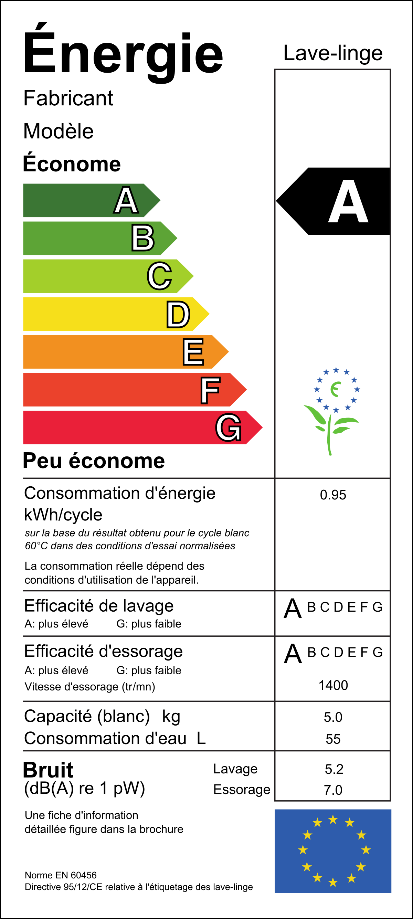 Énergie
Lave-linge
Fabricant
Modèle
Économe
A
A
B
C
D
E
F
G
Peu économe
Consommation d'énergie
kWh/cycle
0.95
sur la base du résultat obtenu pour le cycle blanc
60°C dans des conditions d'essai normalisées
La consommation réelle dépend des
conditions d'utilisation de l'appareil.
Efficacité de lavage
A B C D E F G
A: plus élevé G: plus faible
Efficacité d'essorage
A B C D E F G
A: plus élevé G: plus faible
Vitesse d'essorage (tr/mn) 1400
Capacité (blanc) kg 5.0
Consommation d'eau L 55
Bruit Lavage 5.2
(dB(A) re 1 pW) Essorage 7.0
Une fiche d'information
détaillée figure dans la brochure
Norme EN 60456
Directive 95/12/CE relative à l'étiquetage des lave-linge